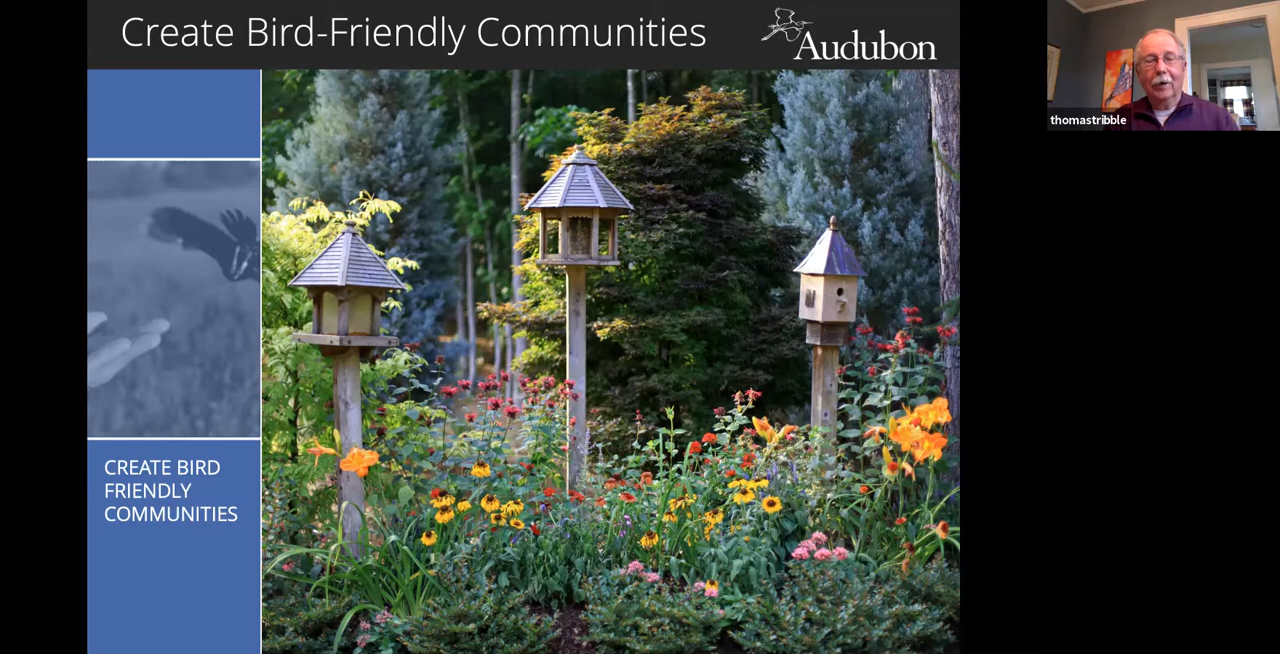 Create Bird-Friendly Communities
Audubon
thomastribble
CREATE BIRD
FRIENDLY
COMMUNITIES